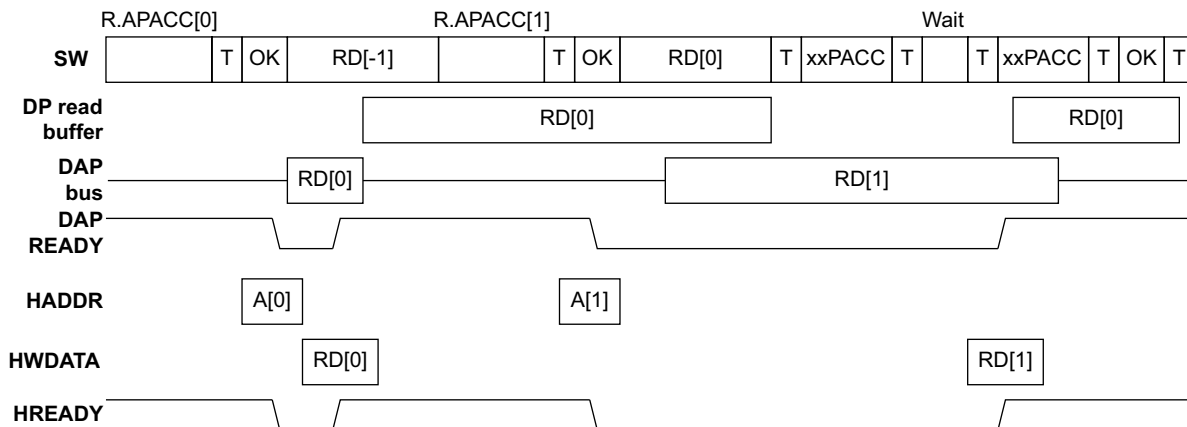 R.APACC[0] R.APACC[1] Wait
SW T OK RD[-1] T OK RD[0] T xxPACC T T xxPACC T OK T
DP read
buffer RD[0] RD[0]
DAP
bus RD[0] RD[1]
DAP
READY
HADDR A[0] A[1]
HWDATA RD[0] RD[1]
HREADY